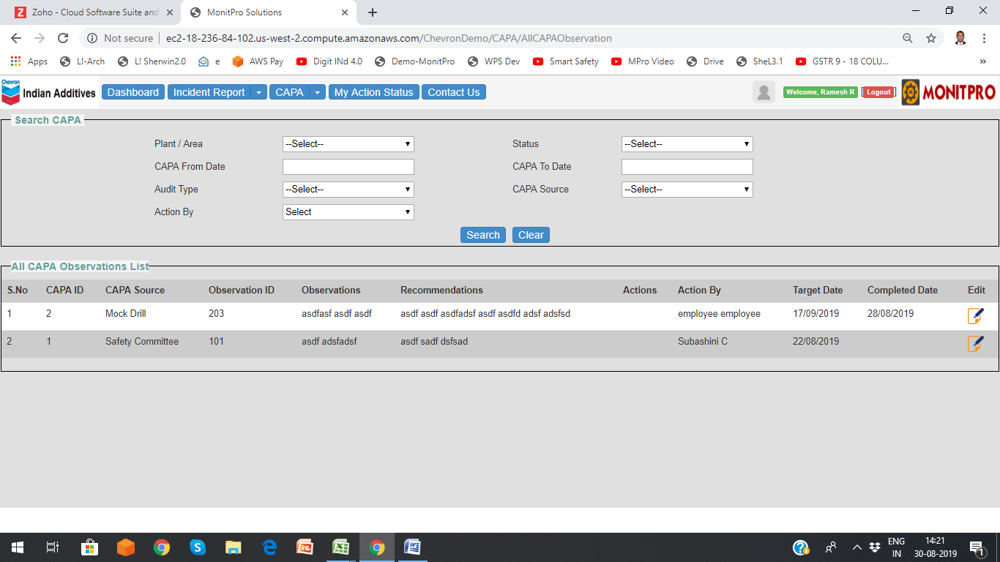 Zoho - Cloud Software Suite and
MonitPro Solutions
Not secure ec2-18-236-84-102.us-west-2.compute.amazonaws.com/ChevronDemo/CAPA/AllCAPAObservation
Apps L!-Arch L! Sherwin2.0 e AWS Pay Digit INd 4.0 Demo-MonitPro WPS Dev Smart Safety MPro Video Drive SheL3.1 GSTR 9 - 18 COLU... »
Chevron Indian Additives Dashboard Incident Report CAPA My Action Status Contact Us Welcome, Ramesh R [Logout] MONITPRO
Search CAPA
Plant / Area --Select-- Status --Select--
CAPA From Date CAPA To Date
Audit Type --Select-- CAPA Source --Select--
Action By Select
Search Clear
All CAPA Observations List
S.No CAPA ID CAPA Source Observation ID Observations Recommendations Actions Action By Target Date Completed Date Edit
1 2 Mock Drill 203 asdfasf asdf asdf asdf asdf asdfadsf asdf asdfd adsf adsfsd employee employee 17/09/2019 28/08/2019
2 1 Safety Committee 101 asdf adsfadsf asdf sadf dsfsad Subashini C 22/08/2019
ENG 14:21
IN 30-08-2019 1